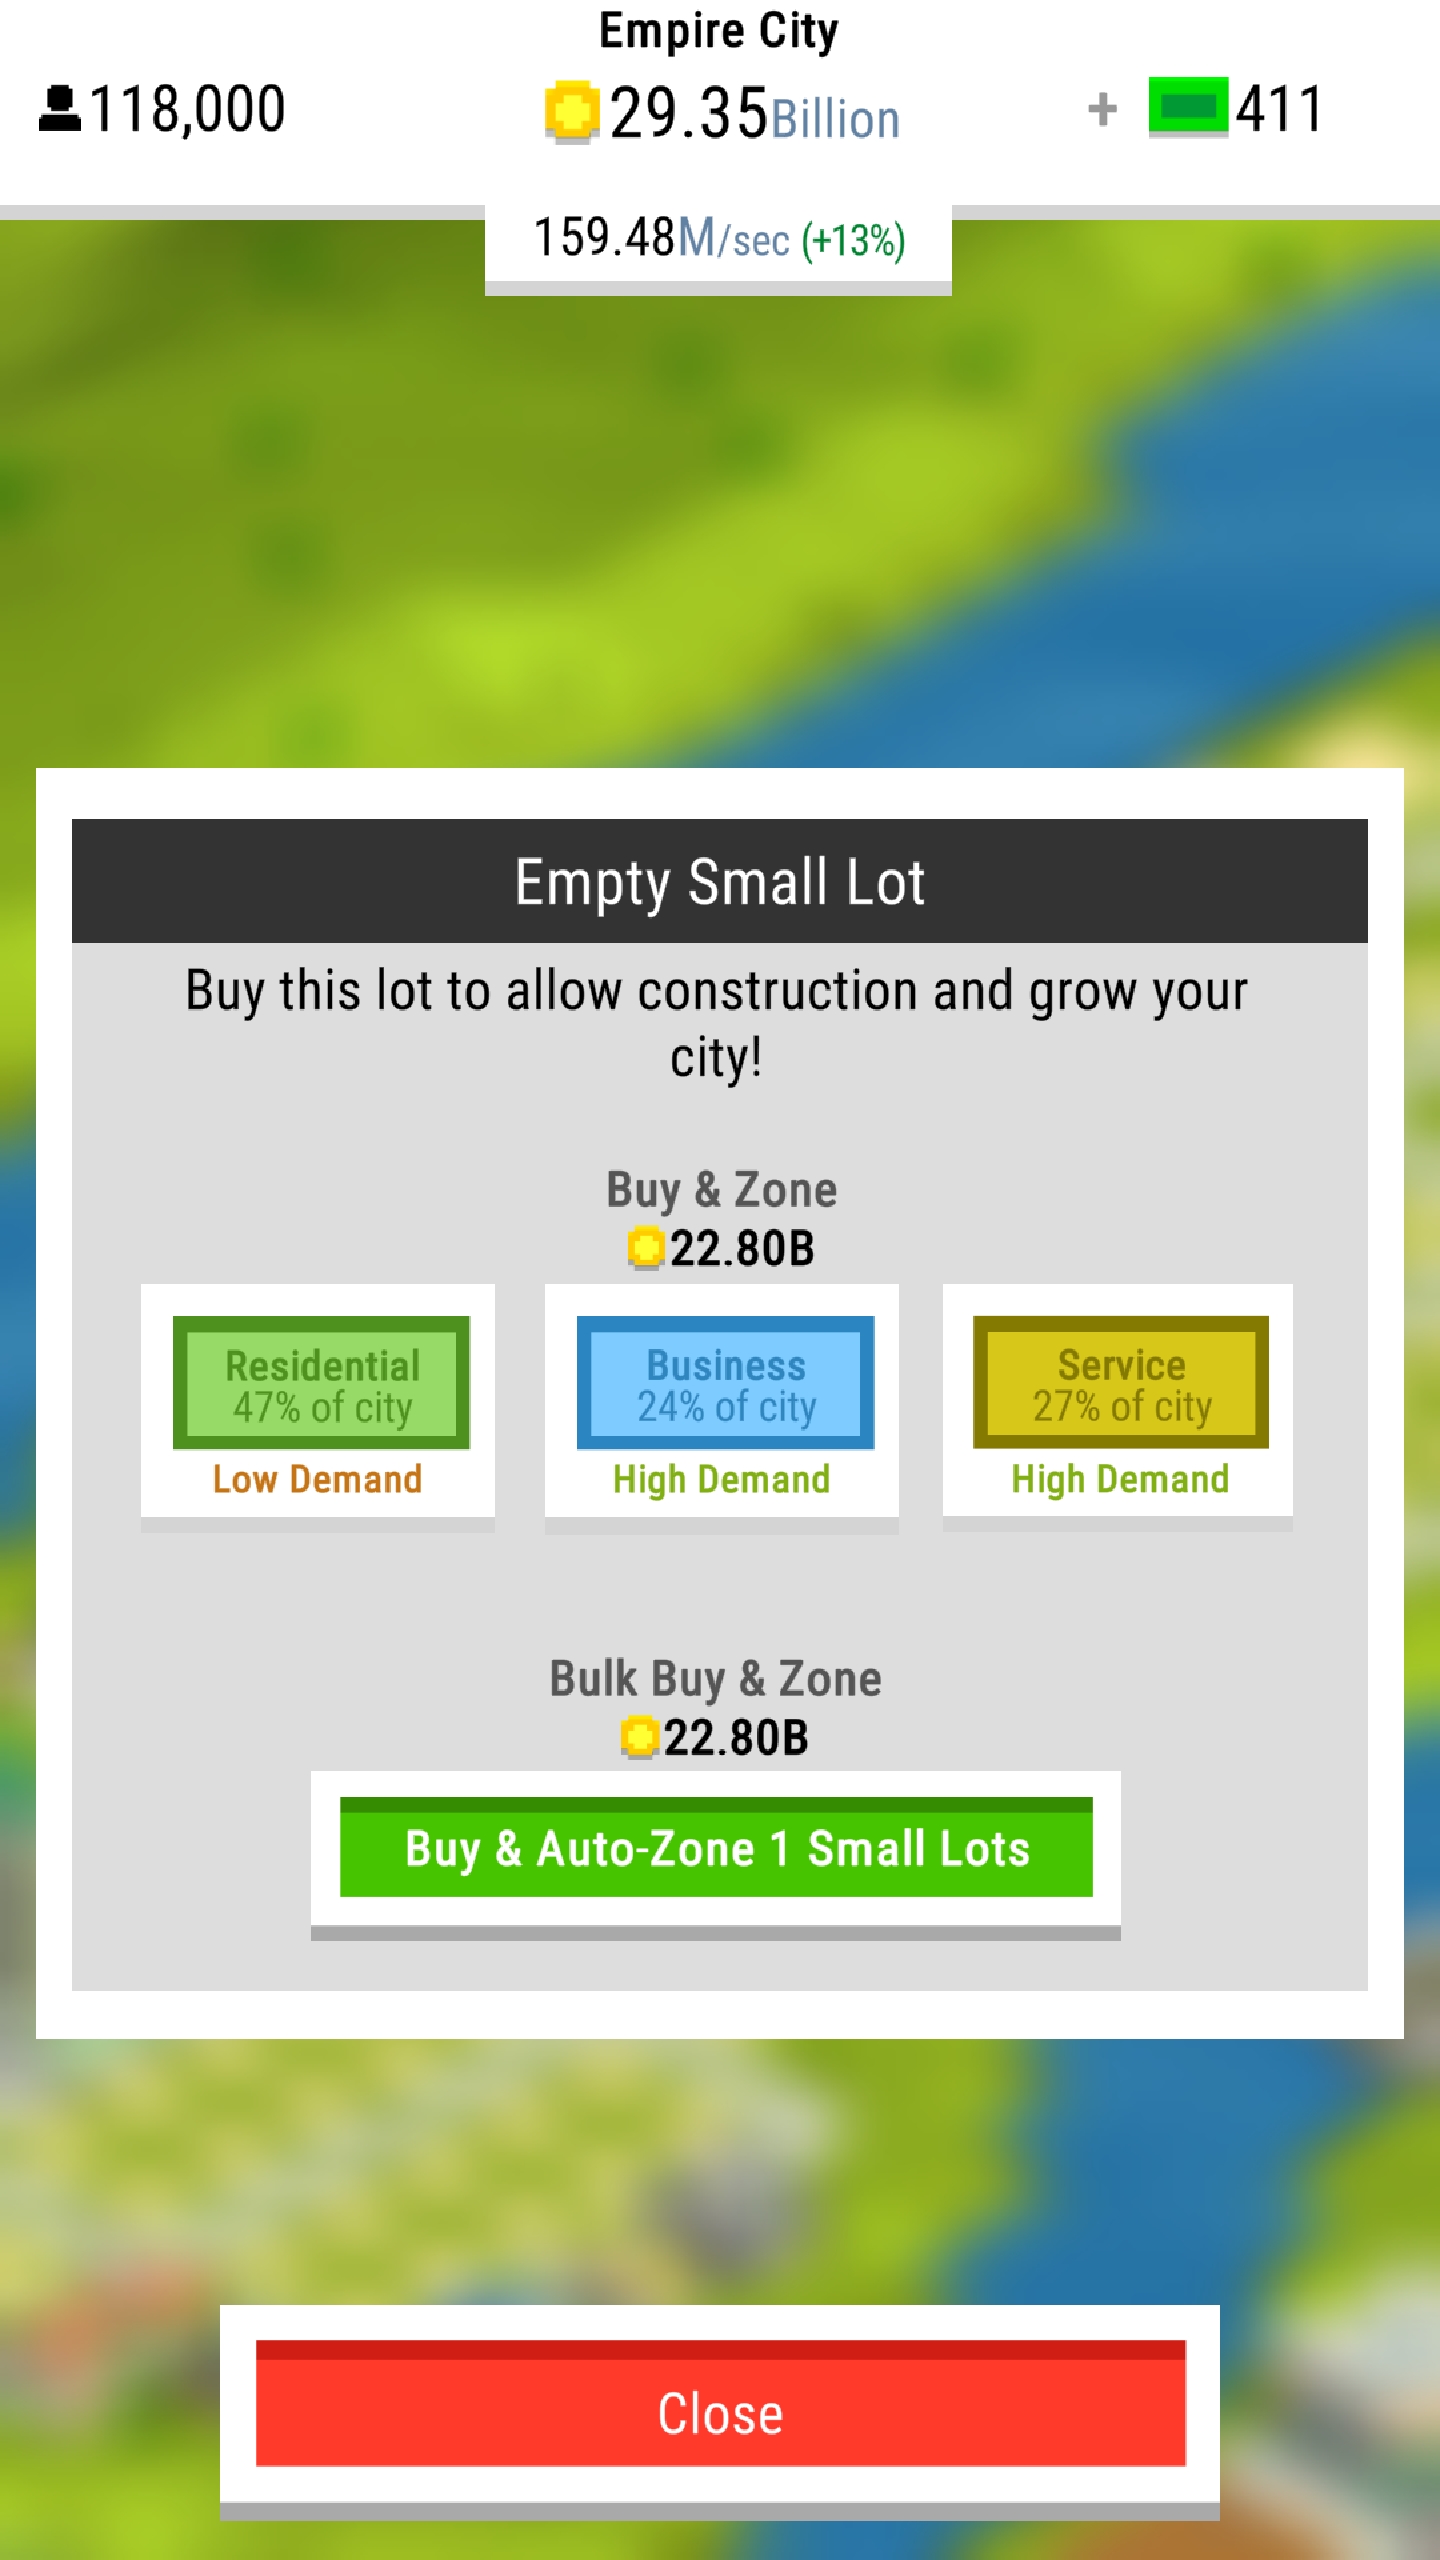 Empire City
118,000
29.35Billion
+ 411
159.48M/sec (+13%)
Empty Small Lot
Buy this lot to allow construction and grow your
city!
Buy & Zone
22.80B
Residential
47% of city
Low Demand
Business
24% of city
High Demand
Service
27% of city
High Demand
Bulk Buy & Zone
22.80B
Buy & Auto-Zone 1 Small Lots
Close